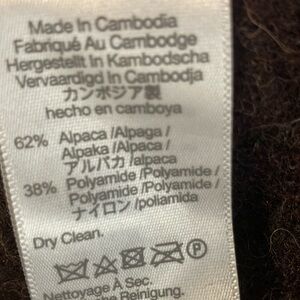 Made In Cambodia
Fabriqué Au Cambodge
Hergestellt In Kambodscha
Vervaardigd In Cambodja
カンボジア製
hecho en camboya
62% Alpaca /Alpaga /
Alpaka /Alpaca /
アルパカ /alpaca
38% Polyamide /Polyamide /
Polyamide /Polyamide /
ナイロン /poliamida
Dry Clean.
P
Nettoyage À Sec.
Reinigung.